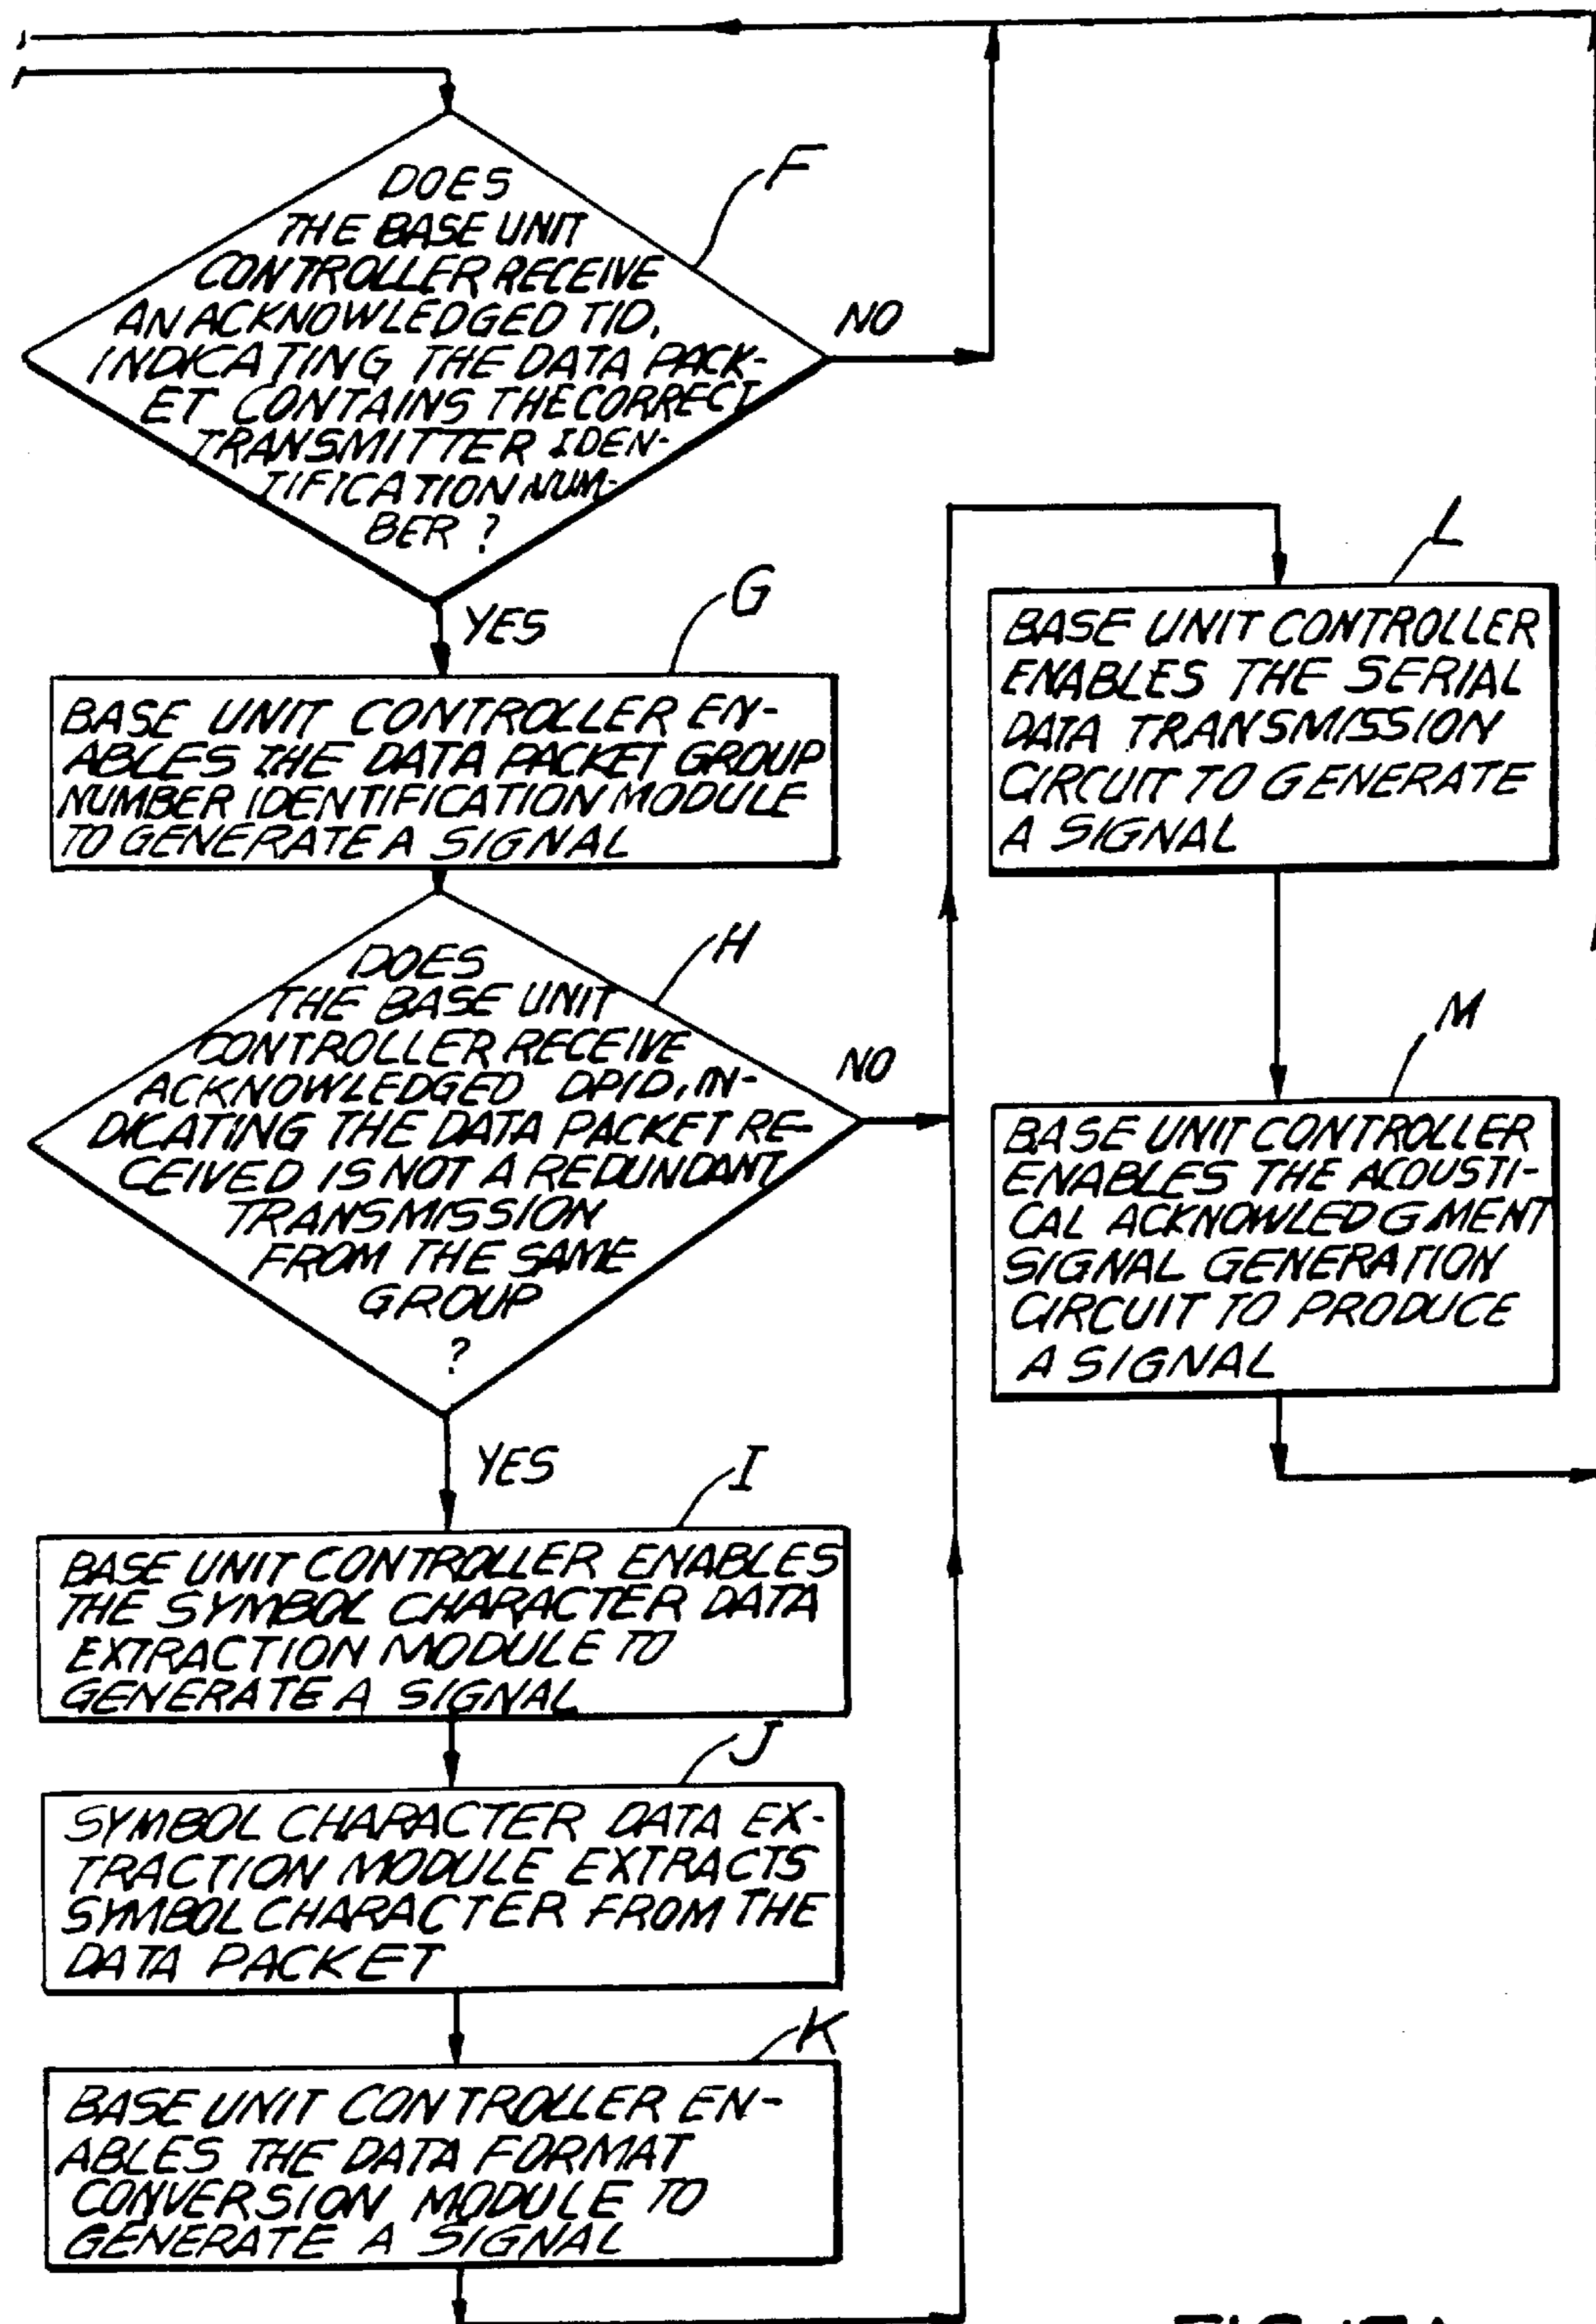 F
DOES
THE BASE UNIT
CONTROLLER RECEIVE
AN ACKNOWLEDGED TID,
INDICATING THE DATA PACK-
ET CONTAINS THE CORRECT
TRANSMITTER IDEN-
TIFICATION NUM-
BER ?
NO
YES
G
BASE UNIT CONTROLLER EN-
ABLES THE DATA PACKET GROUP
NUMBER IDENTIFICATION MODULE
TO GENERATE A SIGNAL
H
DOES
THE BASE UNIT
CONTROLLER RECEIVE
ACKNOWLEDGED DPID, IN-
DICATING THE DATA PACKET RE-
CEIVED IS NOT A REDUNDANT
TRANSMISSION
FROM THE SAME
GROUP
?
NO
YES
I
BASE UNIT CONTROLLER ENABLES
THE SYMBOL CHARACTER DATA
EXTRACTION MODULE TO
GENERATE A SIGNAL
J
SYMBOL CHARACTER DATA EX-
TRACTION MODULE EXTRACTS
SYMBOL CHARACTER FROM THE
DATA PACKET
K
BASE UNIT CONTROLLER EN-
ABLES THE DATA FORMAT
CONVERSION MODULE TO
GENERATE A SIGNAL
L
BASE UNIT CONTROLLER
ENABLES THE SERIAL
DATA TRANSMISSION
CIRCUIT TO GENERATE
A SIGNAL
M
BASE UNIT CONTROLLER
ENABLES THE ACOUSTI-
CAL ACKNOWLEDGMENT
SIGNAL GENERATION
CIRCUIT TO PRODUCE
A SIGNAL